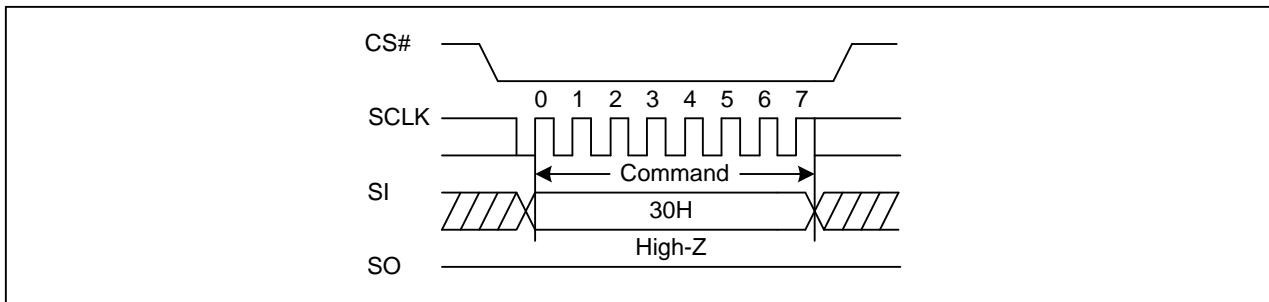 CS#
0 1 2 3 4 5 6 7
SCLK
Command
SI
30H
High-Z
SO